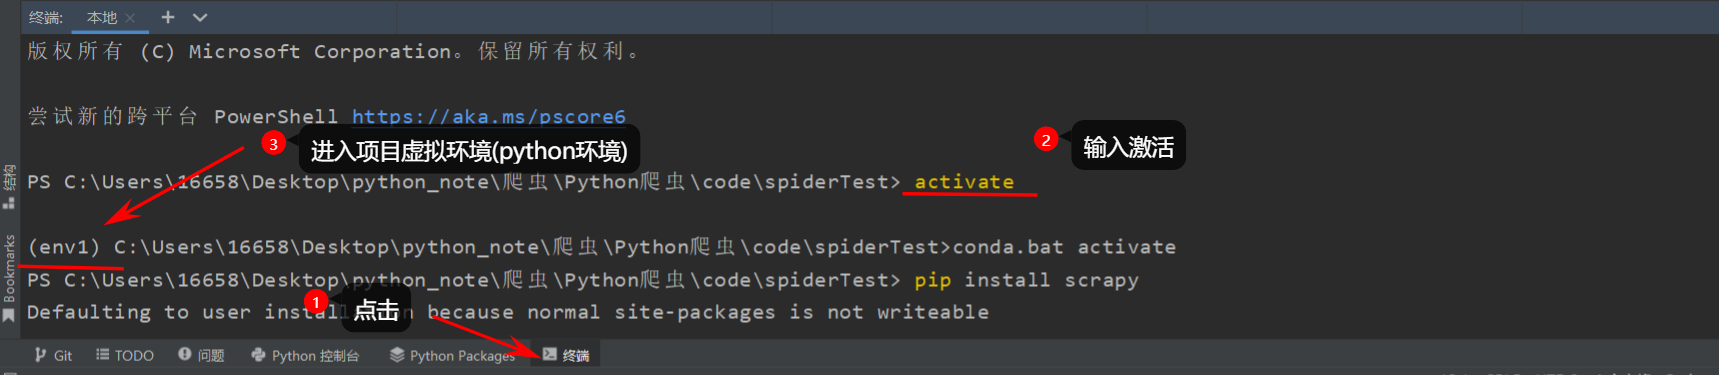 终端: 本地 × + ∨
版权所有 (C) Microsoft Corporation。保留所有权利。
尝试新的跨平台 PowerShell https://aka.ms/pscore6
3 进入项目虚拟环境(python环境)
2 输入激活
PS C:\Users\16658\Desktop\python_note\爬虫\Python爬虫\code\spiderTest> activate
(env1) C:\Users\16658\Desktop\python_note\爬虫\Python爬虫\code\spiderTest>conda.bat activate
PS C:\Users\16658\Desktop\python_note\爬虫\Python爬虫\code\spiderTest> pip install scrapy
1 点击
Defaulting to user install because normal site-packages is not writeable
结构
Bookmarks
Git TODO 问题 Python 控制台 Python Packages 终端